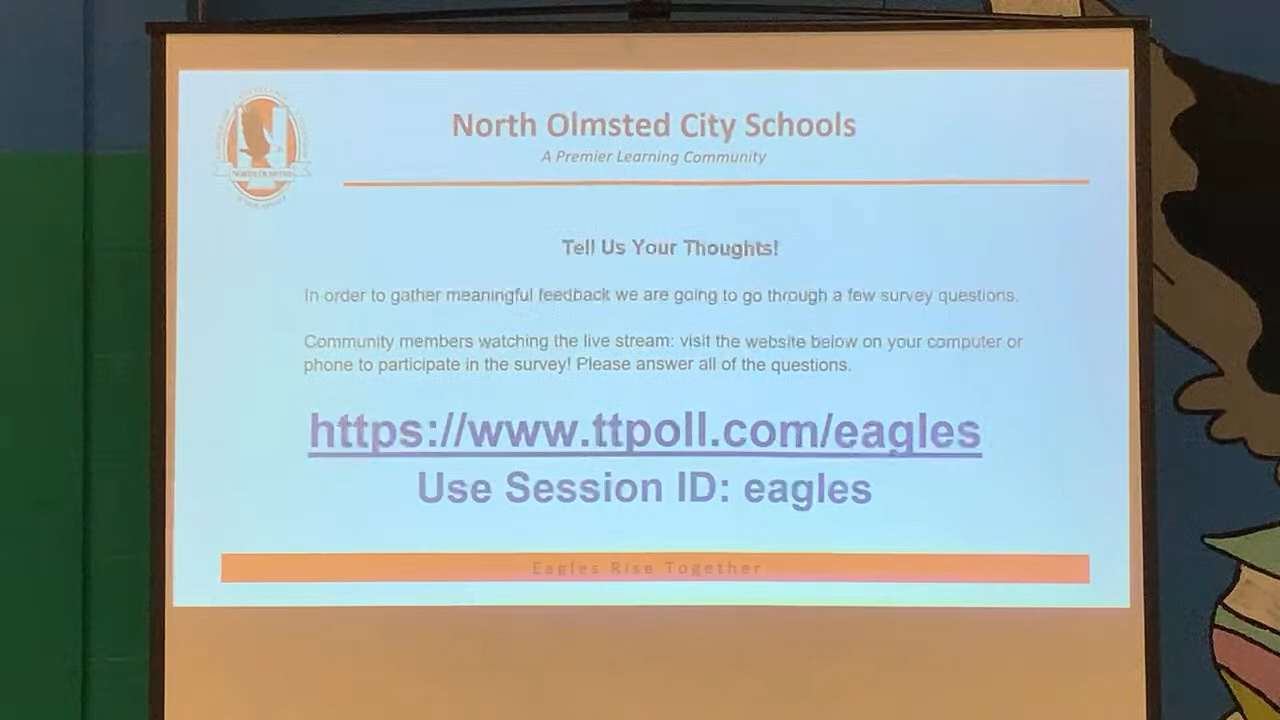 North Olmsted City Schools
A Premier Learning Community
NORTH OLMSTED
Tell Us Your Thoughts!
In order to gather meaningful feedback we are going to go through a few survey questions.
Community members watching the live stream: visit the website below on your computer or
phone to participate in the survey! Please answer all of the questions.
https://www.ttpoll.com/eagles
Use Session ID: eagles
Eagles Rise Together